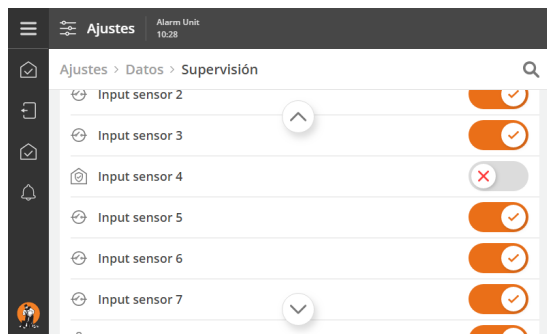 Ajustes
Alarm Unit
10:28
Ajustes > Datos > Supervisión
Input sensor 2
Input sensor 3
Input sensor 4
Input sensor 5
Input sensor 6
Input sensor 7